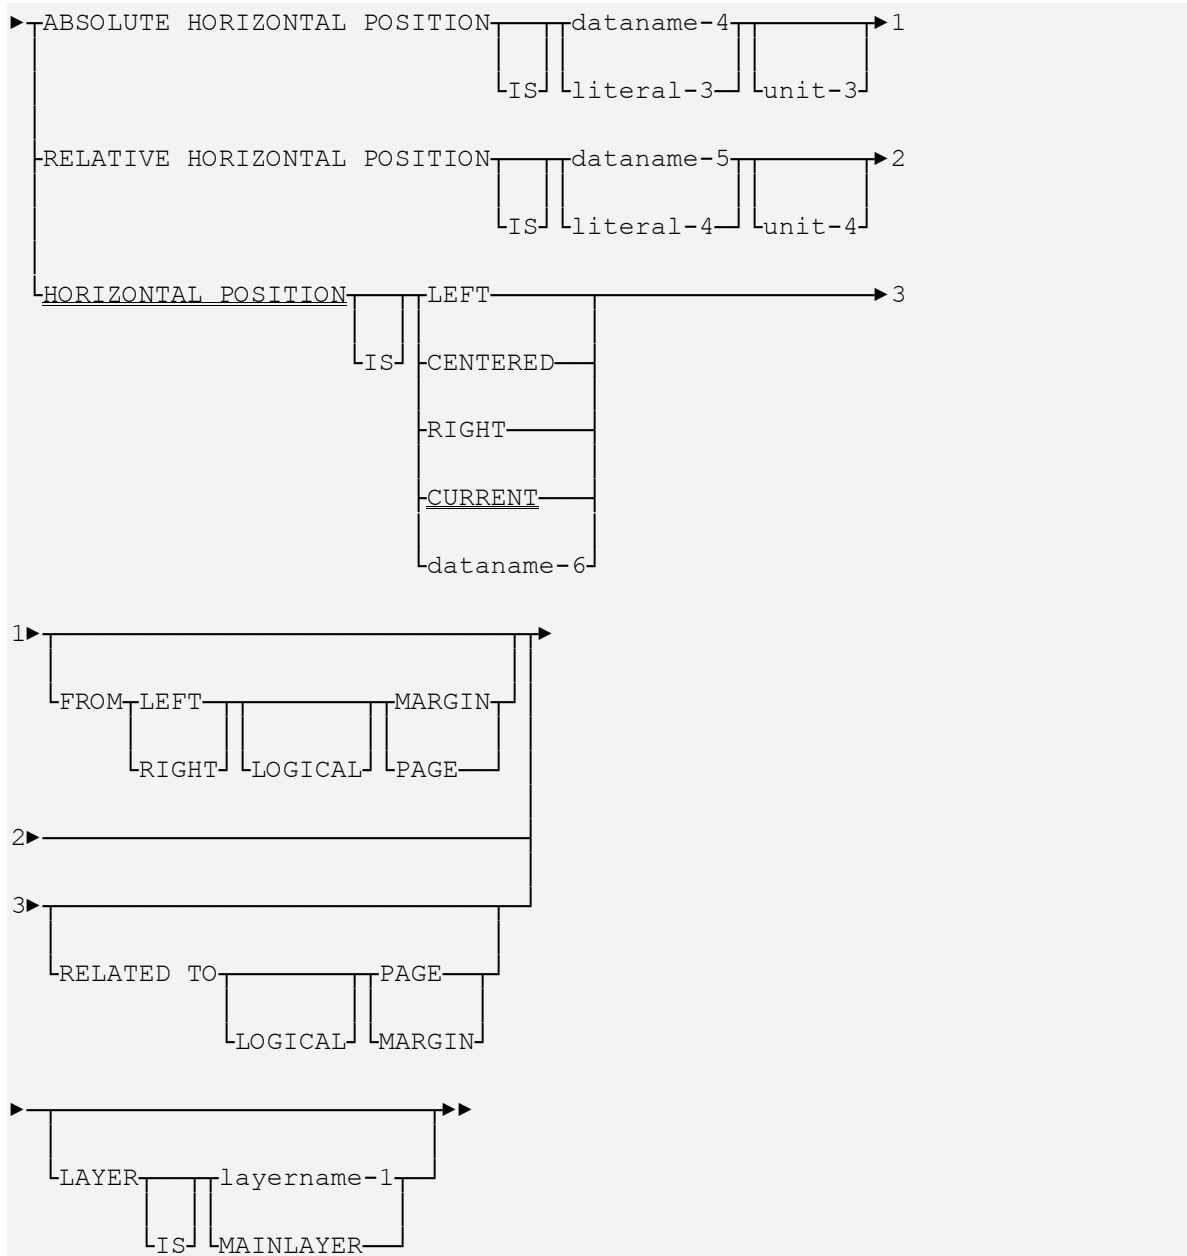 ABSOLUTE HORIZONTAL POSITION dataname-4 1
IS literal-3 unit-3
RELATIVE HORIZONTAL POSITION dataname-5 2
IS literal-4 unit-4
HORIZONTAL POSITION LEFT 3
IS CENTERED
RIGHT
CURRENT
dataname-6
1
FROM LEFT MARGIN
RIGHT LOGICAL PAGE
2
3
RELATED TO PAGE
LOGICAL MARGIN
LAYER layername-1
IS MAINLAYER